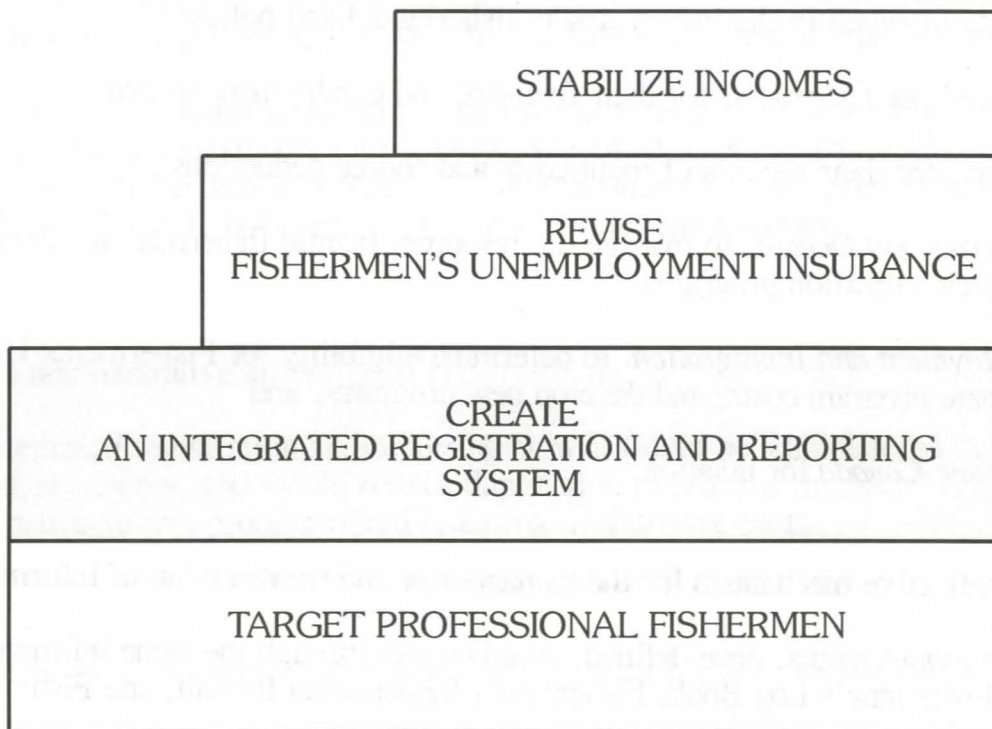 STABILIZE INCOMES
REVISE
FISHERMEN'S UNEMPLOYMENT INSURANCE
CREATE
AN INTEGRATED REGISTRATION AND REPORTING
SYSTEM
TARGET PROFESSIONAL FISHERMEN